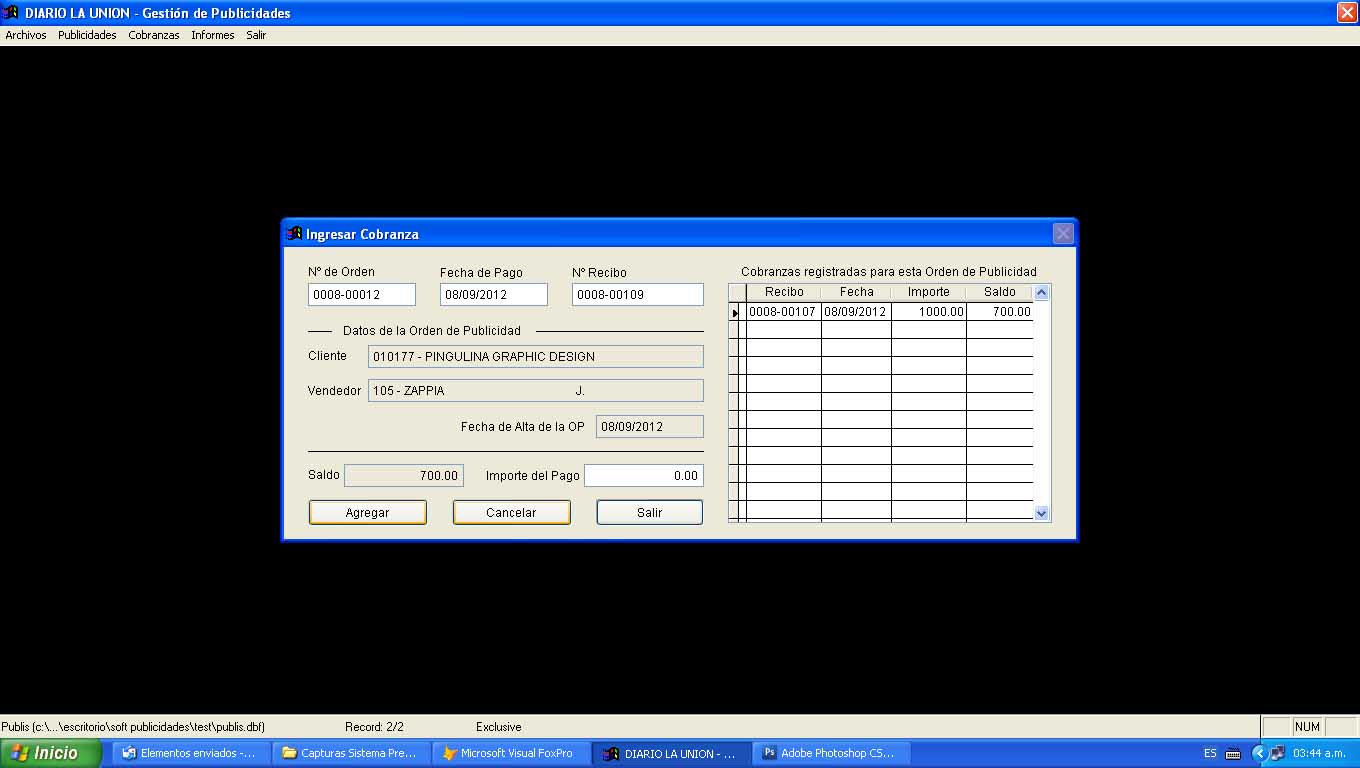 DIARIO LA UNION - Gestión de Publicidades
Archivos Publicidades Cobranzas Informes Salir
Ingresar Cobranza
Nº de Orden Fecha de Pago Nº Recibo
0008-00012 08/09/2012 0008-00109
Datos de la Orden de Publicidad
Cliente 010177 - PINGULINA GRAPHIC DESIGN
Vendedor 105 - ZAPPIA J.
Fecha de Alta de la OP 08/09/2012
Saldo 700.00 Importe del Pago 0.00
Agregar Cancelar Salir
Cobranzas registradas para esta Orden de Publicidad
Recibo Fecha Importe Saldo
0008-00107 08/09/2012 1000.00 700.00
Publis (c:\...\escritorio\soft publicidades\test\publis.dbf) Record: 2/2 Exclusive NUM
Inicio Elementos enviados -... Capturas Sistema Pre... Microsoft Visual FoxPro DIARIO LA UNION - ... Ps Adobe Photoshop CS... ES 03:44 a.m.